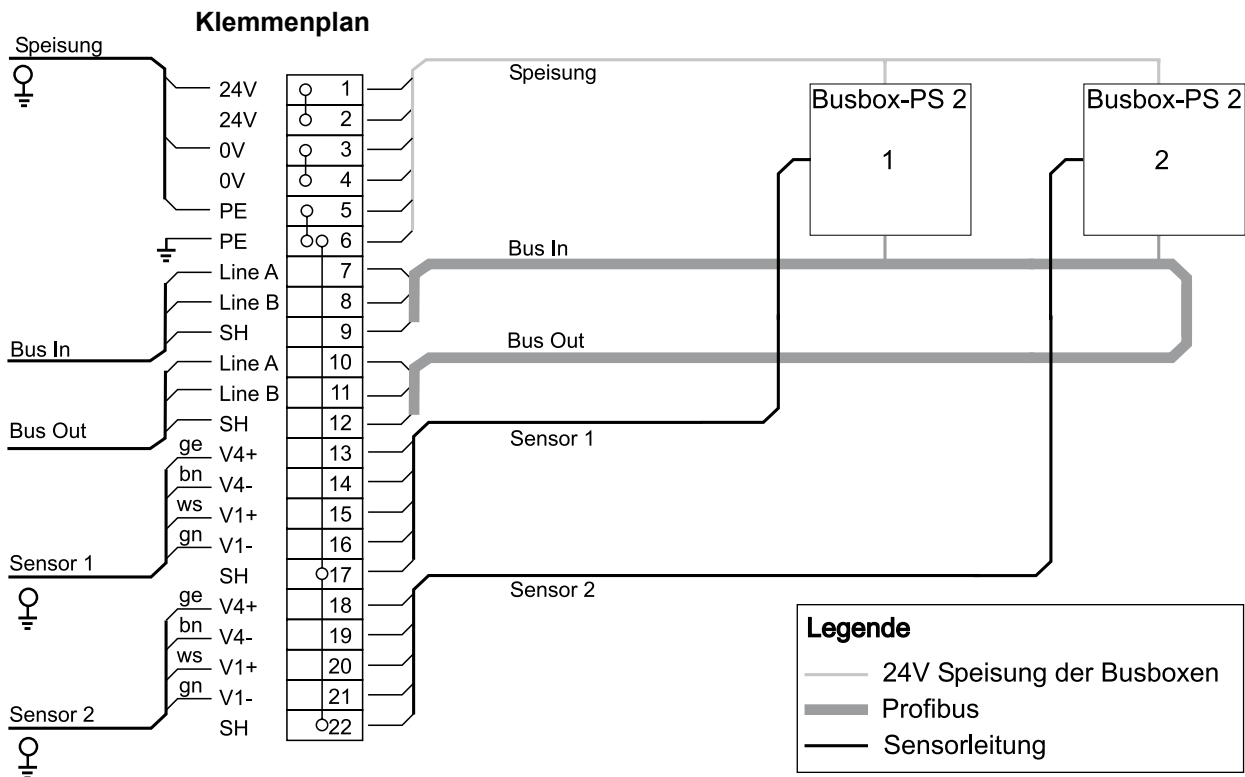 Klemmenplan
Speisung
24V 1
24V 2
0V 3
0V 4
PE 5
PE 6
Line A 7
Line B 8
SH 9
Bus In
Line A 10
Line B 11
SH 12
Bus Out
ge V4+ 13
bn V4- 14
ws V1+ 15
gn V1- 16
Sensor 1
SH 17
ge V4+ 18
bn V4- 19
ws V1+ 20
gn V1- 21
Sensor 2
SH 22
Speisung
Busbox-PS 2
1
Busbox-PS 2
2
Bus In
Bus Out
Sensor 1
Sensor 2
Legende
24V Speisung der Busboxen
Profibus
Sensorleitung